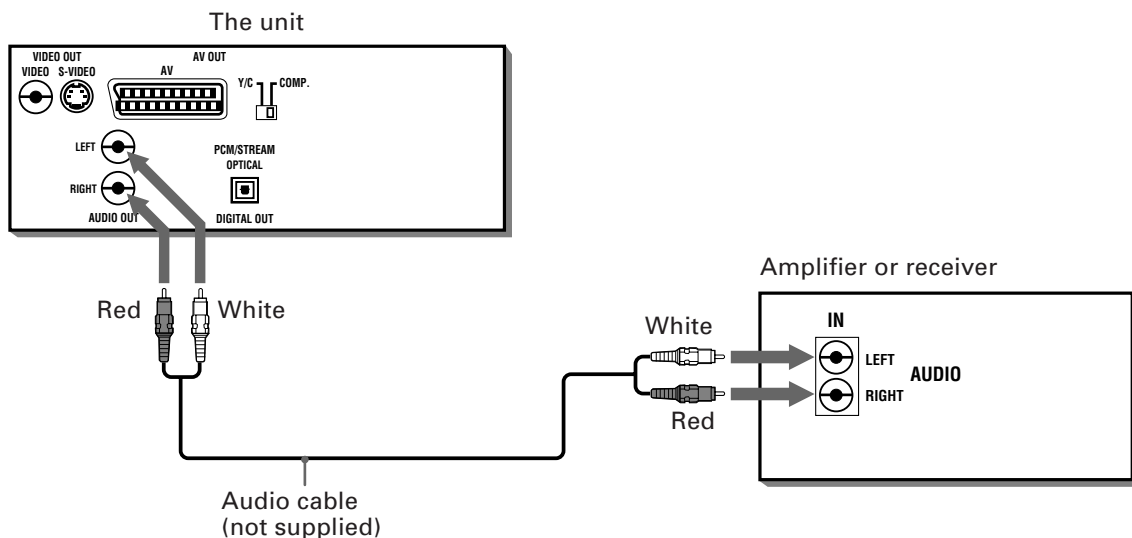 The unit
VIDEO OUT
AV OUT
VIDEO S-VIDEO
AV
Y/C
COMP.
LEFT
PCM/STREAM
OPTICAL
RIGHT
AUDIO OUT
DIGITAL OUT
Red
White
Amplifier or receiver
White
IN
LEFT
AUDIO
RIGHT
Red
Audio cable
(not supplied)